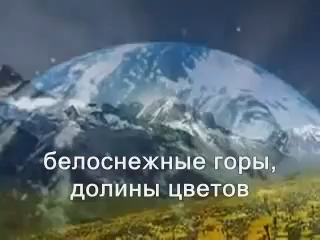 белоснежные горы,
долины цветов